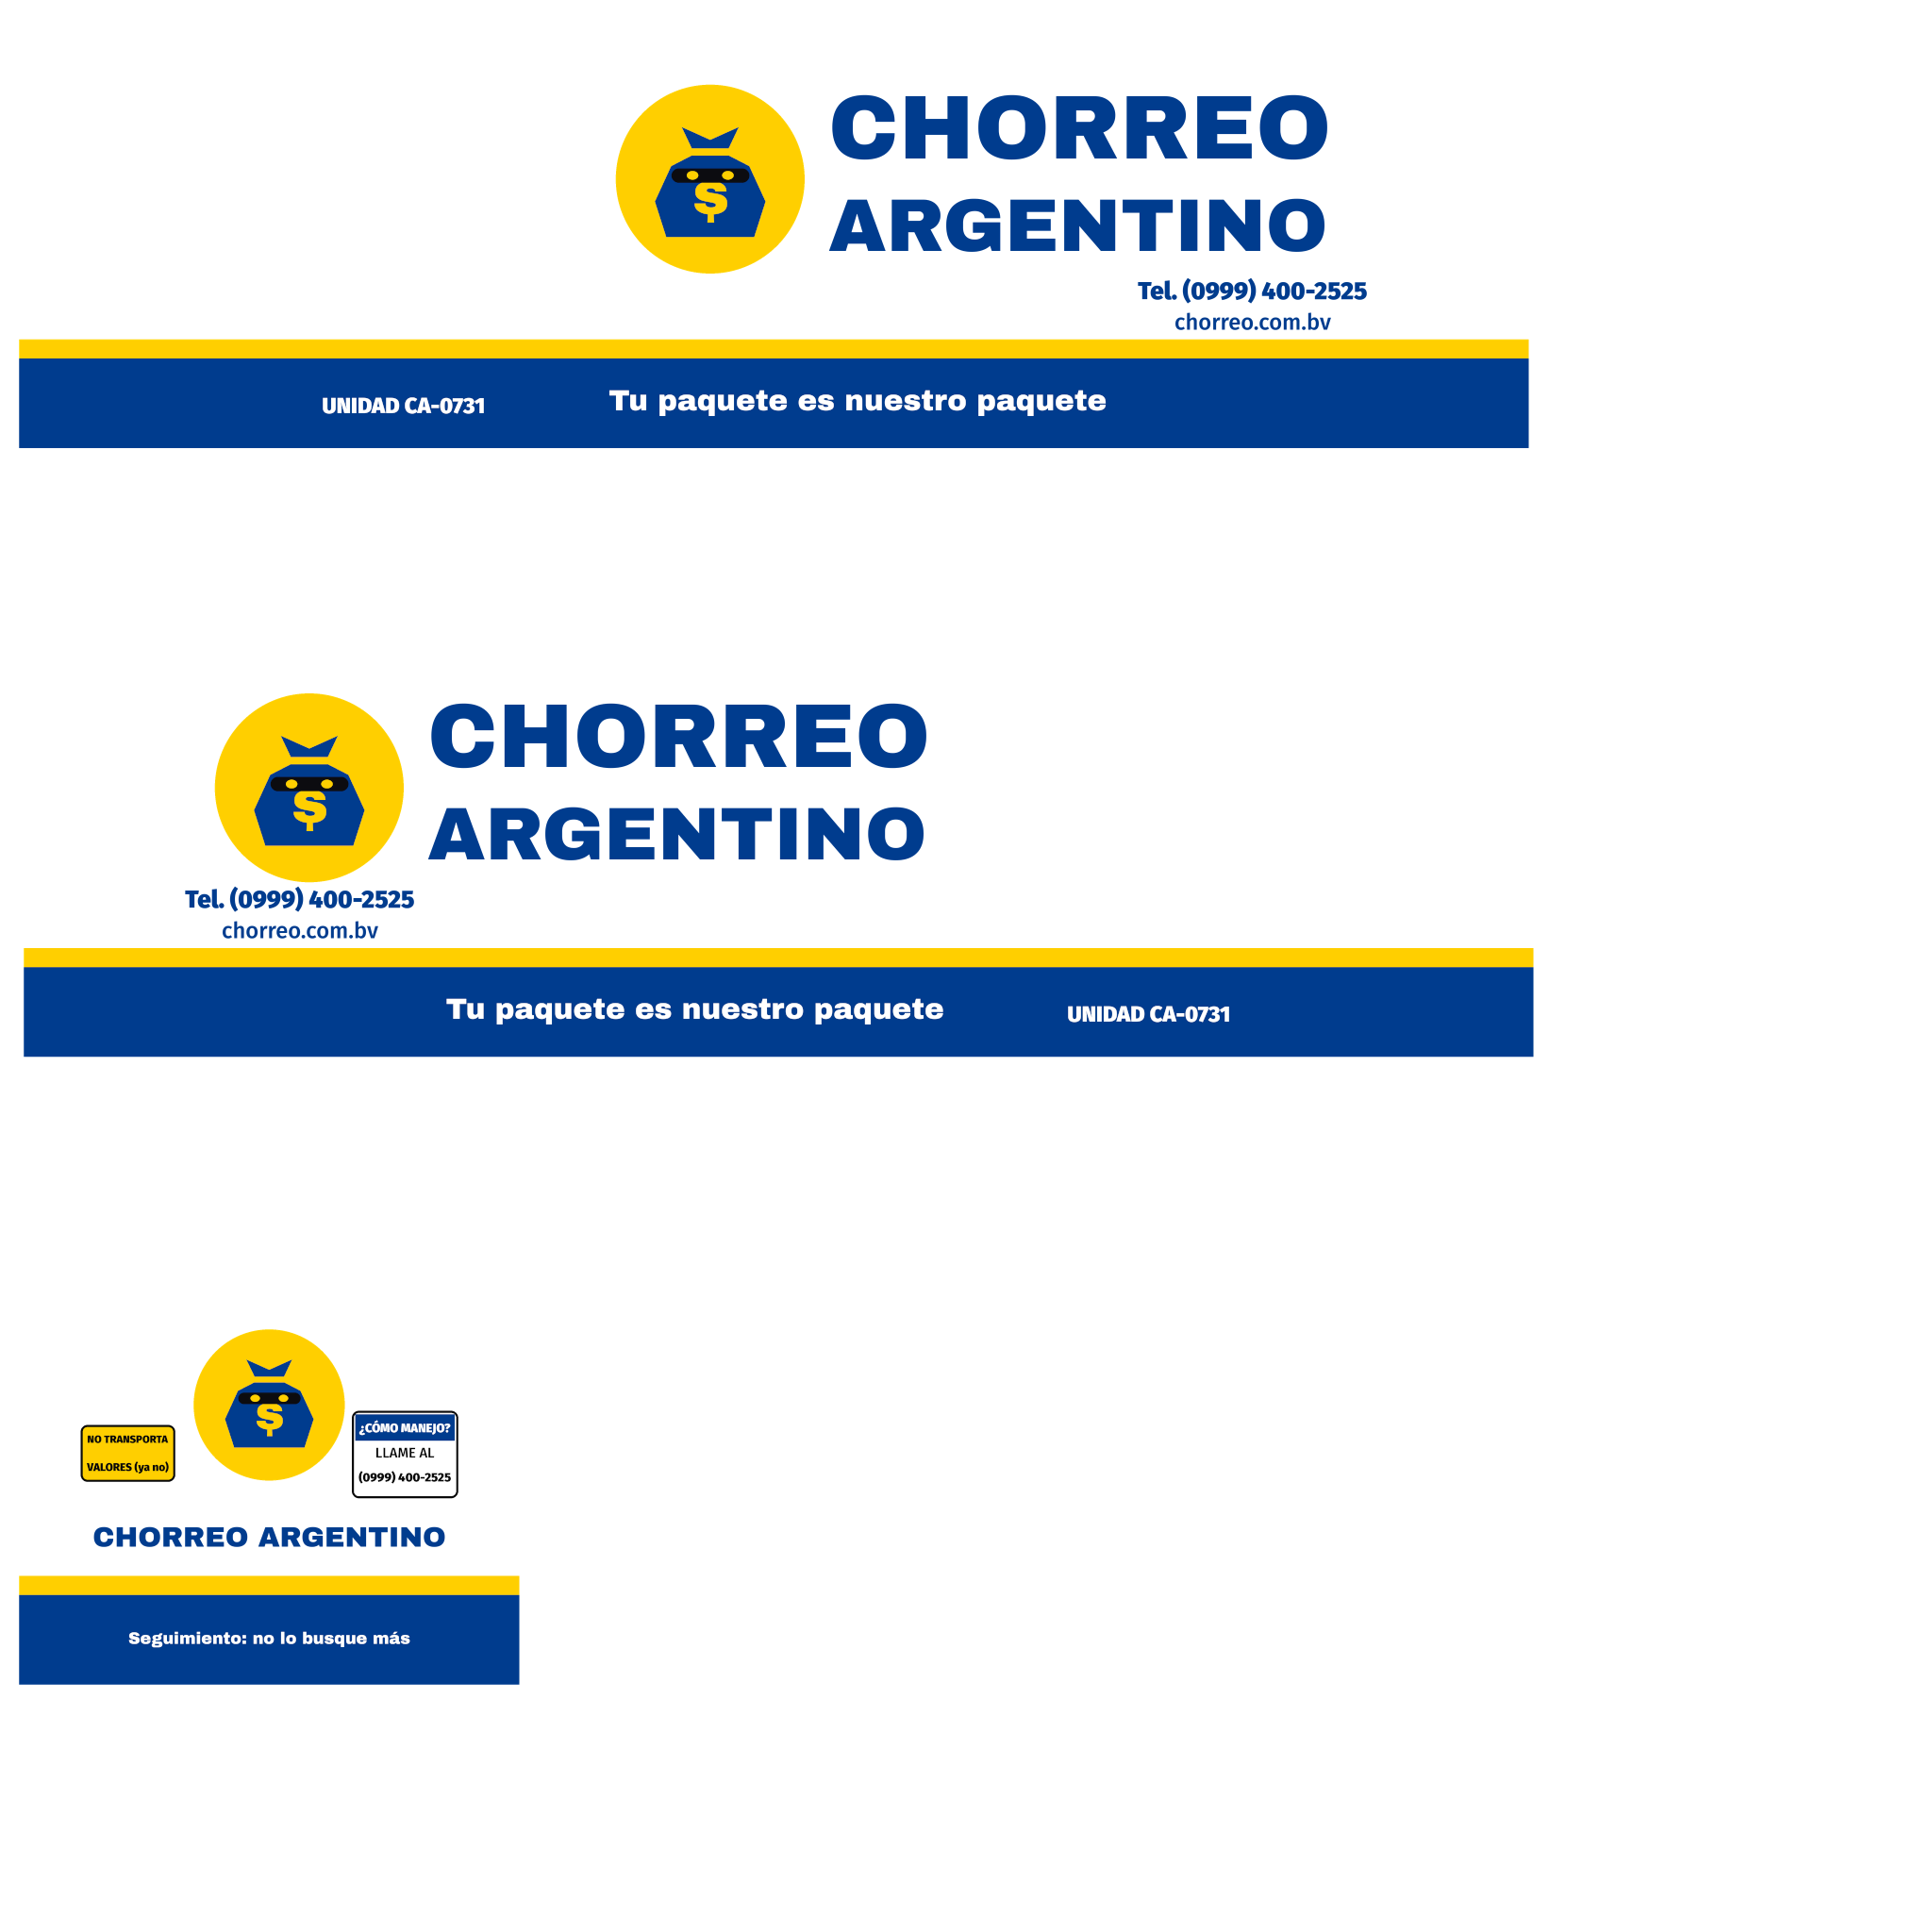 CHORREO
ARGENTINO
Tel. (0999) 400-2525
chorreo.com.bv
UNIDAD CA-0731
Tu paquete es nuestro paquete
CHORREO
ARGENTINO
Tel. (0999) 400-2525
chorreo.com.bv
Tu paquete es nuestro paquete
UNIDAD CA-0731
$
NO TRANSPORTA
VALORES (ya no)
¿CÓMO MANEJO?
LLAME AL
(0999) 400-2525
CHORREO ARGENTINO
Seguimiento: no lo busque más